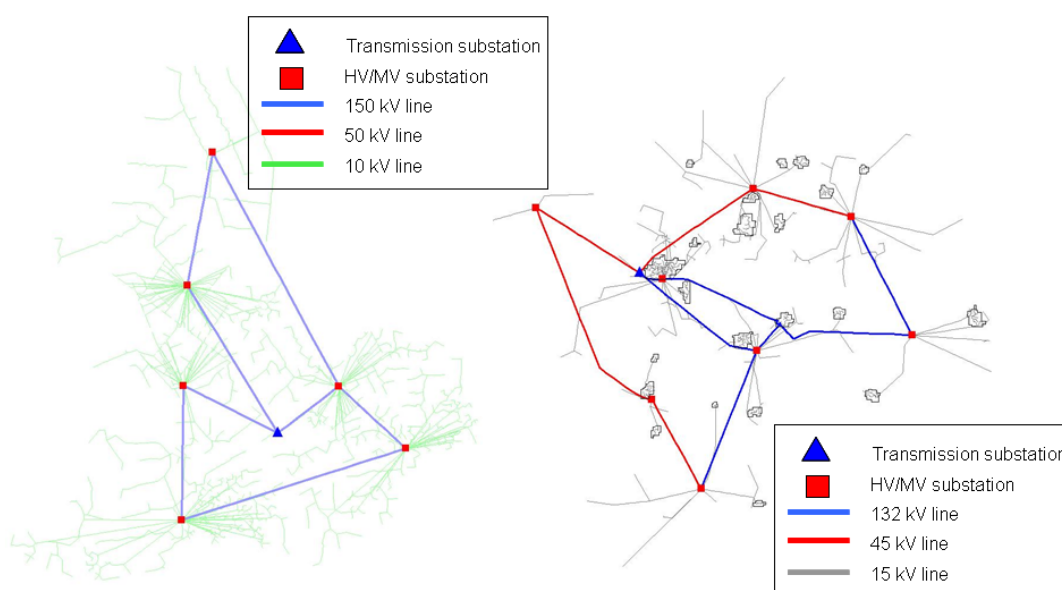 Transmission substation
HV/MV substation
150 kV line
50 kV line
10 kV line
Transmission substation
HV/MV substation
132 kV line
45 kV line
15 kV line